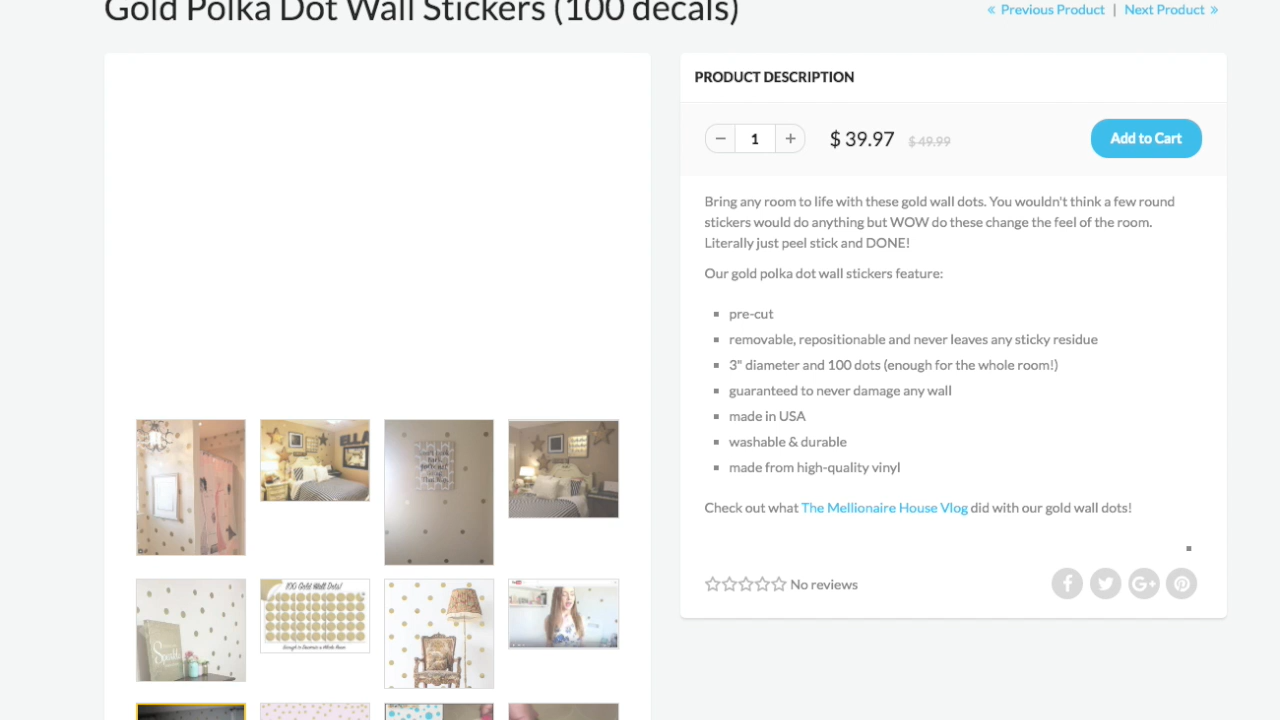 Gold Polka Dot Wall Stickers (100 decals)
« Previous Product | Next Product »
PRODUCT DESCRIPTION
− 1 + $ 39.97 $ 49.99 Add to Cart
Bring any room to life with these gold wall dots. You wouldn't think a few round
stickers would do anything but WOW do these change the feel of the room.
Literally just peel stick and DONE!
Our gold polka dot wall stickers feature:
pre-cut
removable, repositionable and never leaves any sticky residue
3" diameter and 100 dots (enough for the whole room!)
guaranteed to never damage any wall
made in USA
washable & durable
made from high-quality vinyl
Check out what The Mellionaire House Vlog did with our gold wall dots!
No reviews
ELLA
100 Gold Wall Dots!
Sparkle